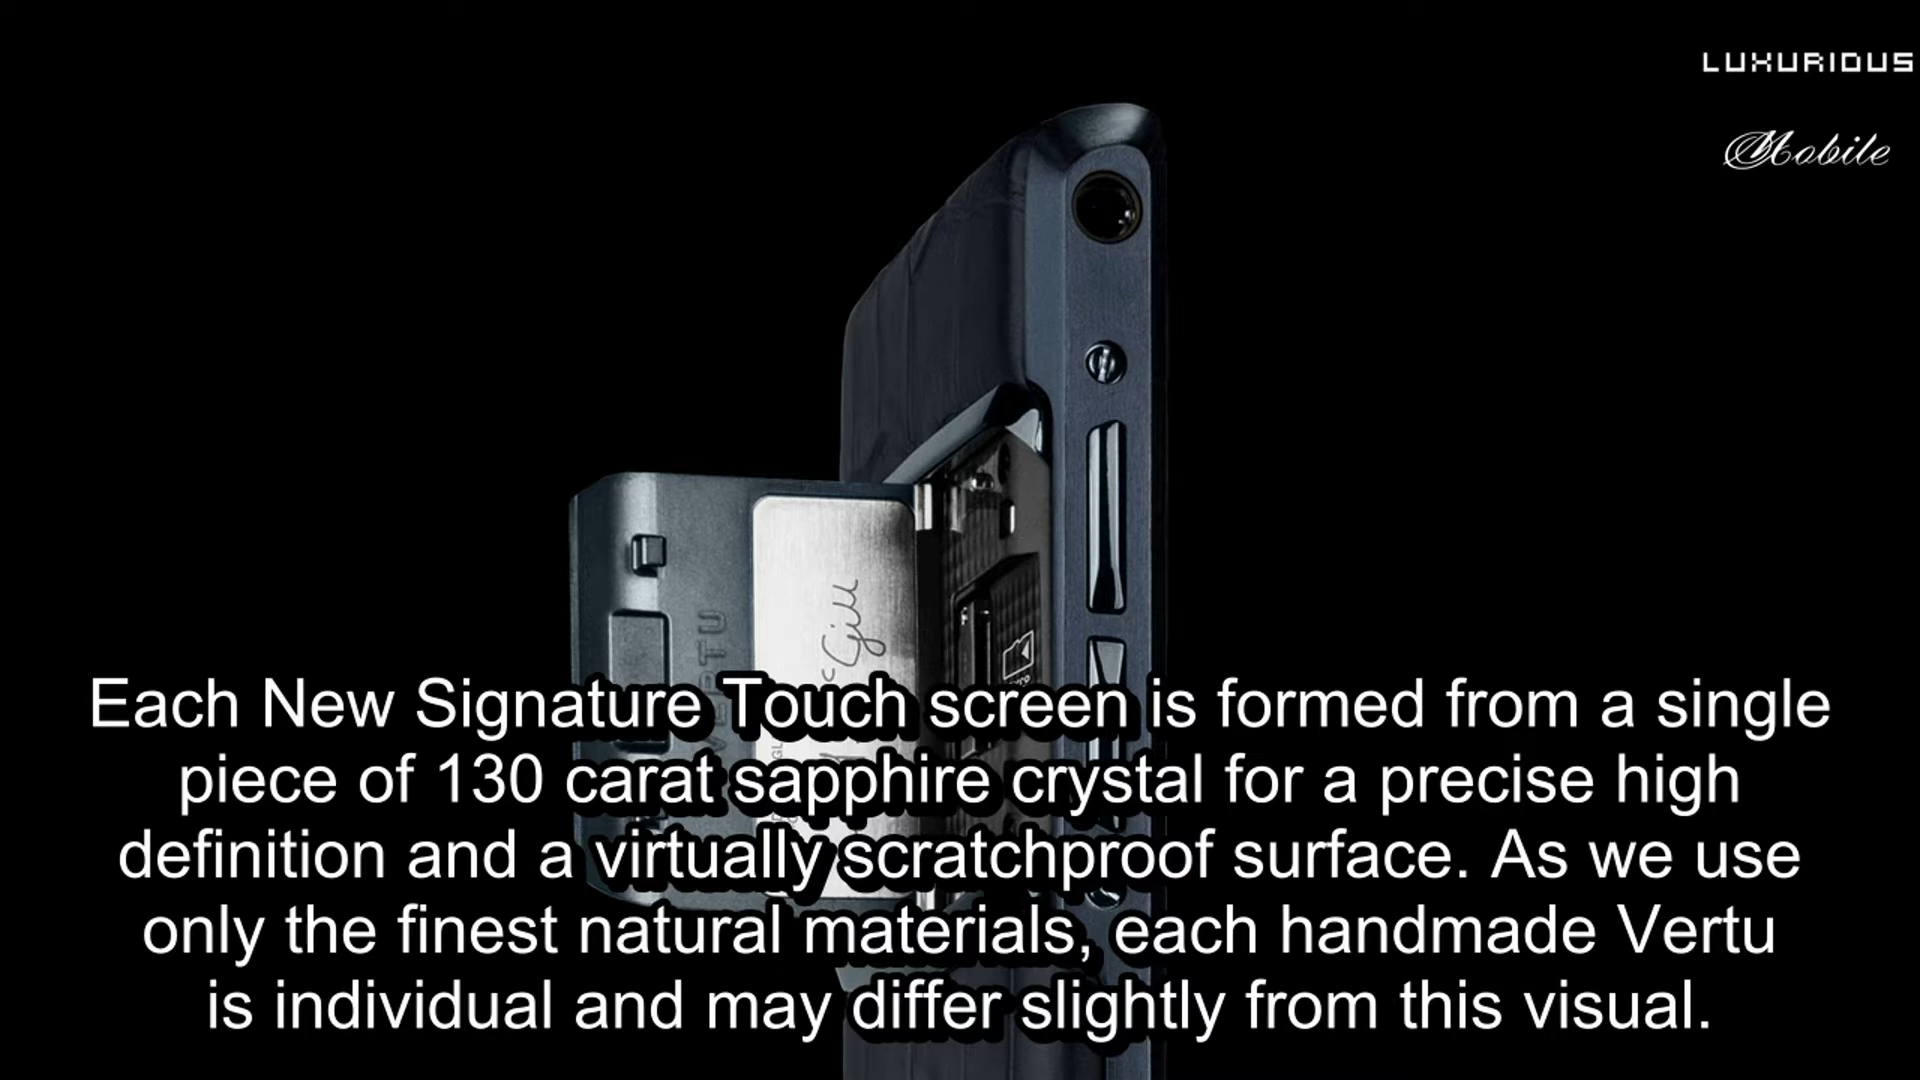 LUXURIOUS
Mobile
Gill
VERTU
Each New Signature Touch screen is formed from a single
piece of 130 carat sapphire crystal for a precise high
definition and a virtually scratchproof surface. As we use
only the finest natural materials, each handmade Vertu
is individual and may differ slightly from this visual.